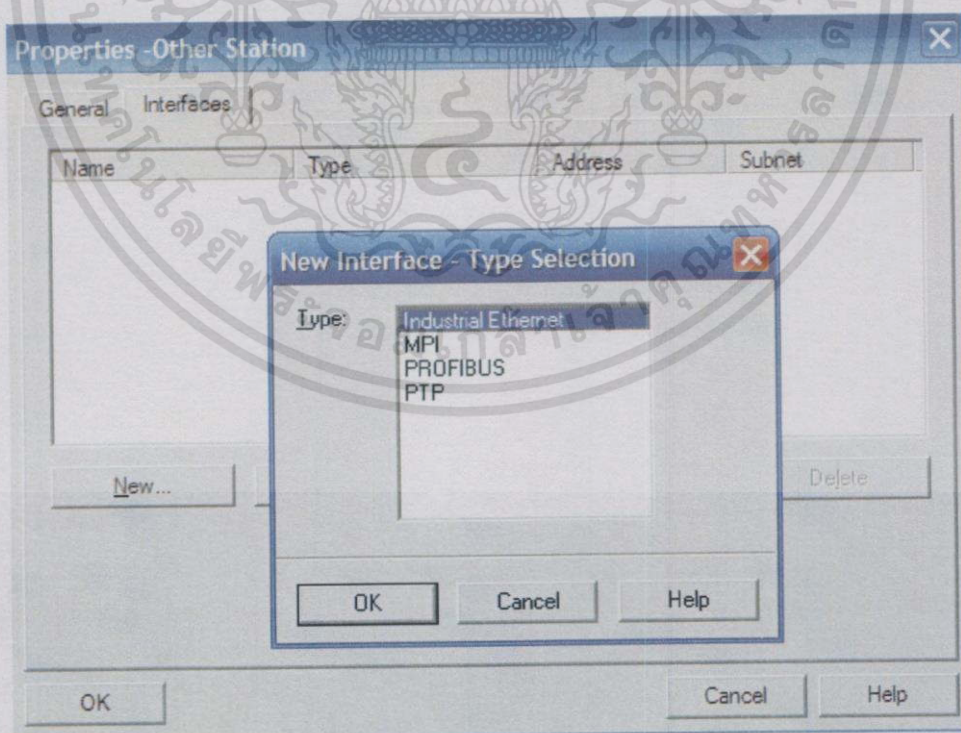 Properties -Other Station
General Interfaces
Name Type Address Subnet
New Interface - Type Selection
Type: Industrial Ethernet
MPI
PROFIBUS
PTP
New... Delete
OK Cancel Help
OK Cancel Help